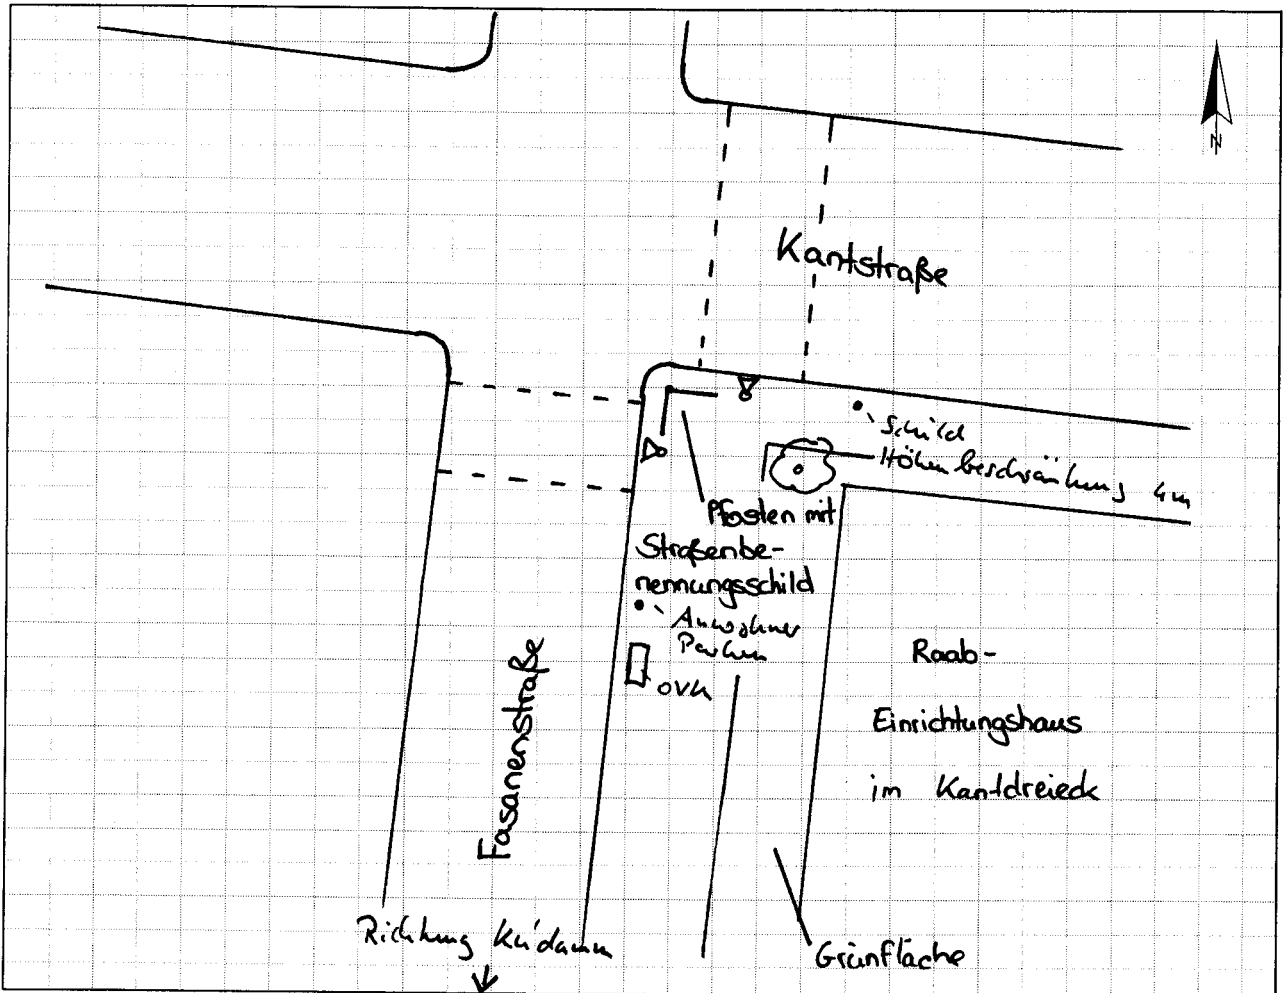 N
Kantstraße
Schild
Höhenbeschränkung 4m
Pfosten mit
Straßenbe-
nennungsschild
Anwohner
Parken
OVK
Fasanenstraße
Raab-
Einrichtungshaus
im Kantdreieck
Richtung Ku'damm
Grünfläche